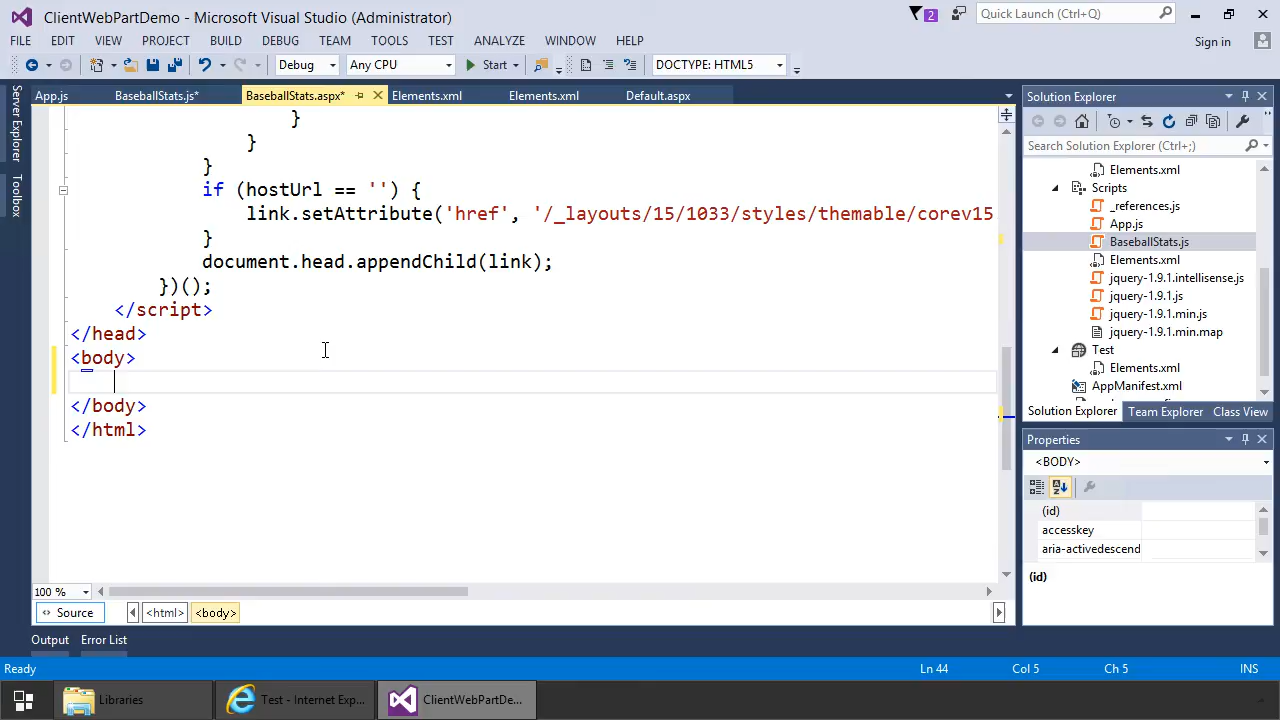 ClientWebPartDemo - Microsoft Visual Studio (Administrator)
2
Quick Launch (Ctrl+Q)
FILE EDIT VIEW PROJECT BUILD DEBUG TEAM TOOLS TEST ANALYZE WINDOW HELP
Sign in
Debug Any CPU Start DOCTYPE: HTML5
App.js BaseballStats.js* BaseballStats.aspx* Elements.xml Elements.xml Default.aspx
Server Explorer
Toolbox
}
}
}
if (hostUrl == '') {
link.setAttribute('href', '/_layouts/15/1033/styles/themable/corev15.
}
document.head.appendChild(link);
})();
</script>
</head>
<body>
</body>
</html>
100 %
Source <html> <body>
Solution Explorer
Search Solution Explorer (Ctrl+;)
Elements.xml
Scripts
_references.js
App.js
BaseballStats.js
Elements.xml
jquery-1.9.1.intellisense.js
jquery-1.9.1.js
jquery-1.9.1.min.js
jquery-1.9.1.min.map
Test
Elements.xml
AppManifest.xml
Solution Explorer Team Explorer Class View
Properties
<BODY>
(id)
accesskey
aria-activedescend
(id)
Output Error List
Ready Ln 44 Col 5 Ch 5 INS
Libraries Test - Internet Exp... ClientWebPartDe...